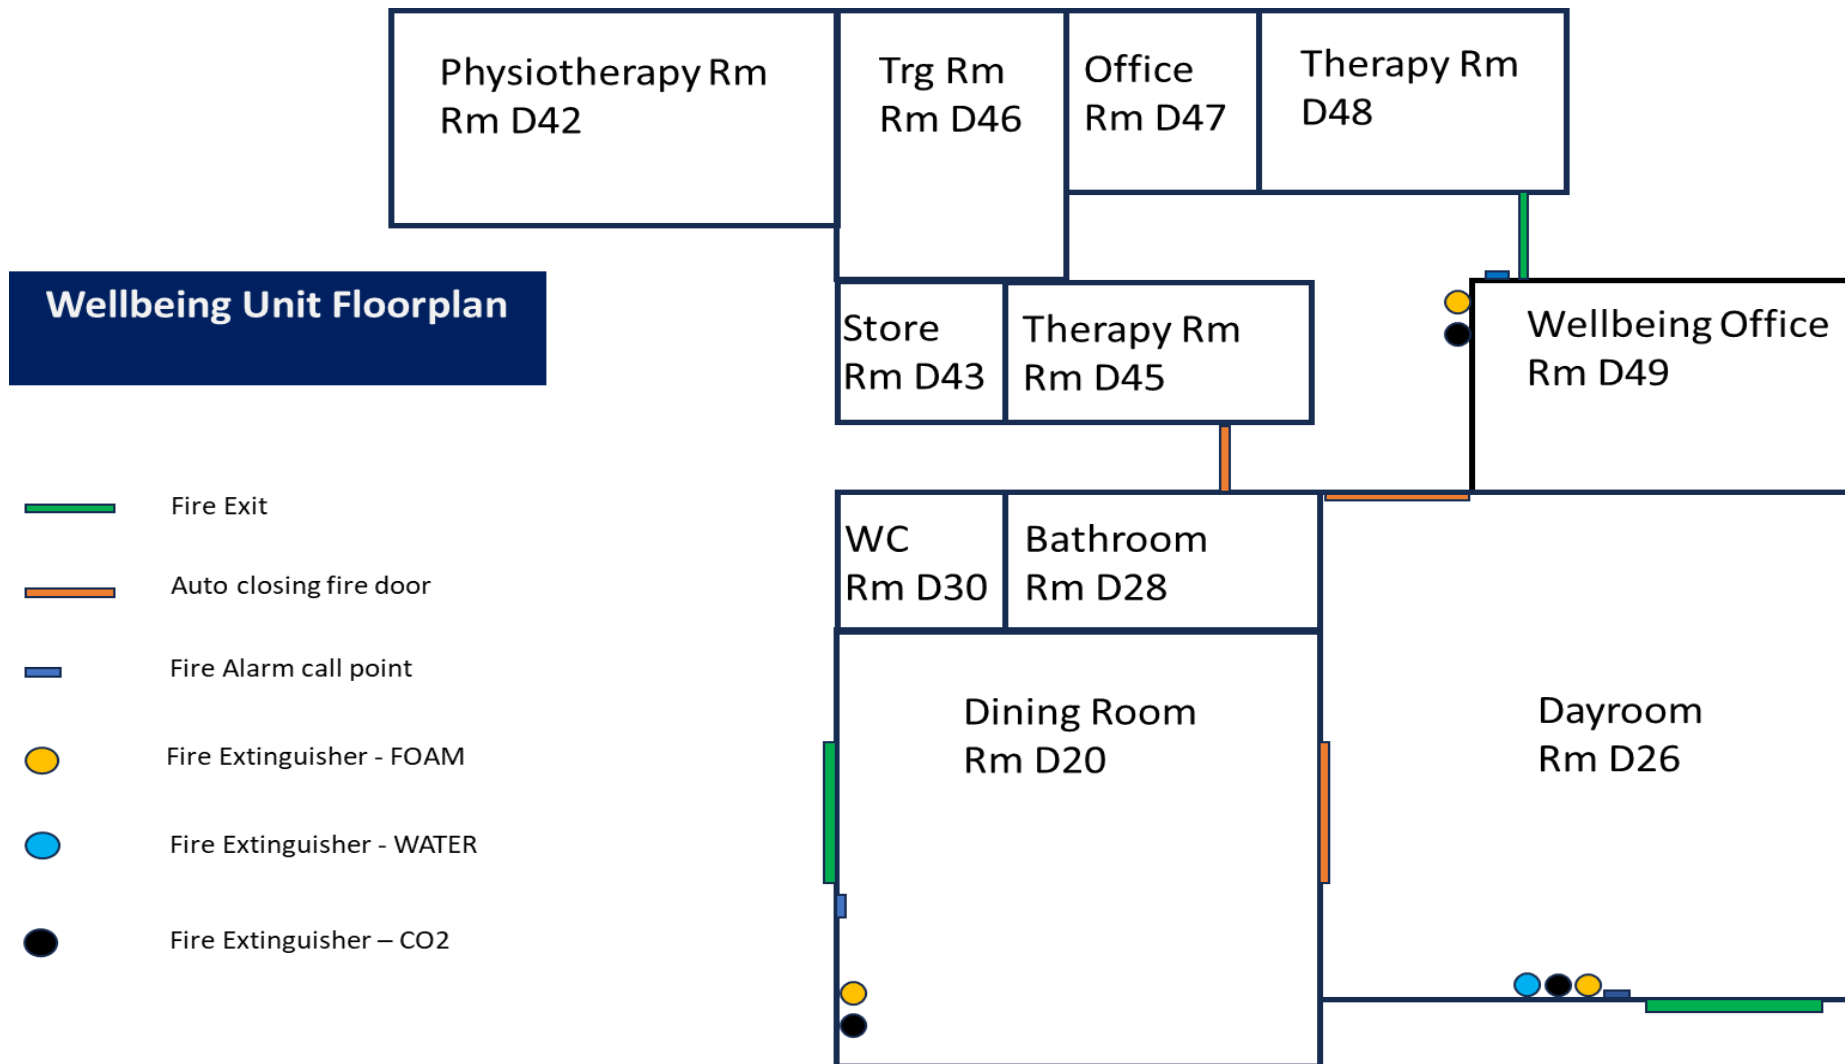 Physiotherapy Rm
Rm D42
Trg Rm
Rm D46
Office
Rm D47
Therapy Rm
D48
Wellbeing Unit Floorplan
Store
Rm D43
Therapy Rm
Rm D45
Wellbeing Office
Rm D49
Fire Exit
Auto closing fire door
Fire Alarm call point
Fire Extinguisher - FOAM
Fire Extinguisher - WATER
Fire Extinguisher – CO2
WC
Rm D30
Bathroom
Rm D28
Dining Room
Rm D20
Dayroom
Rm D26